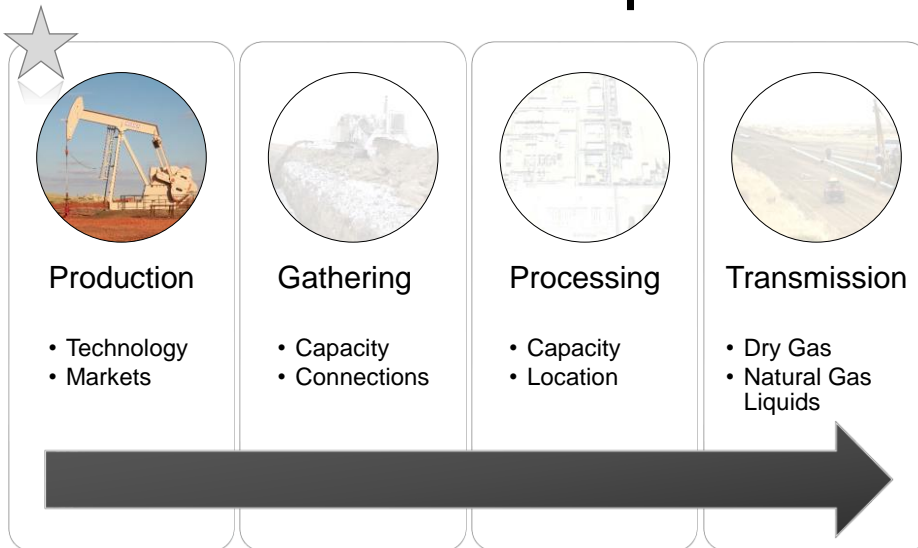 Production
• Technology
• Markets
Gathering
• Capacity
• Connections
Processing
• Capacity
• Location
Transmission
• Dry Gas
• Natural Gas
Liquids